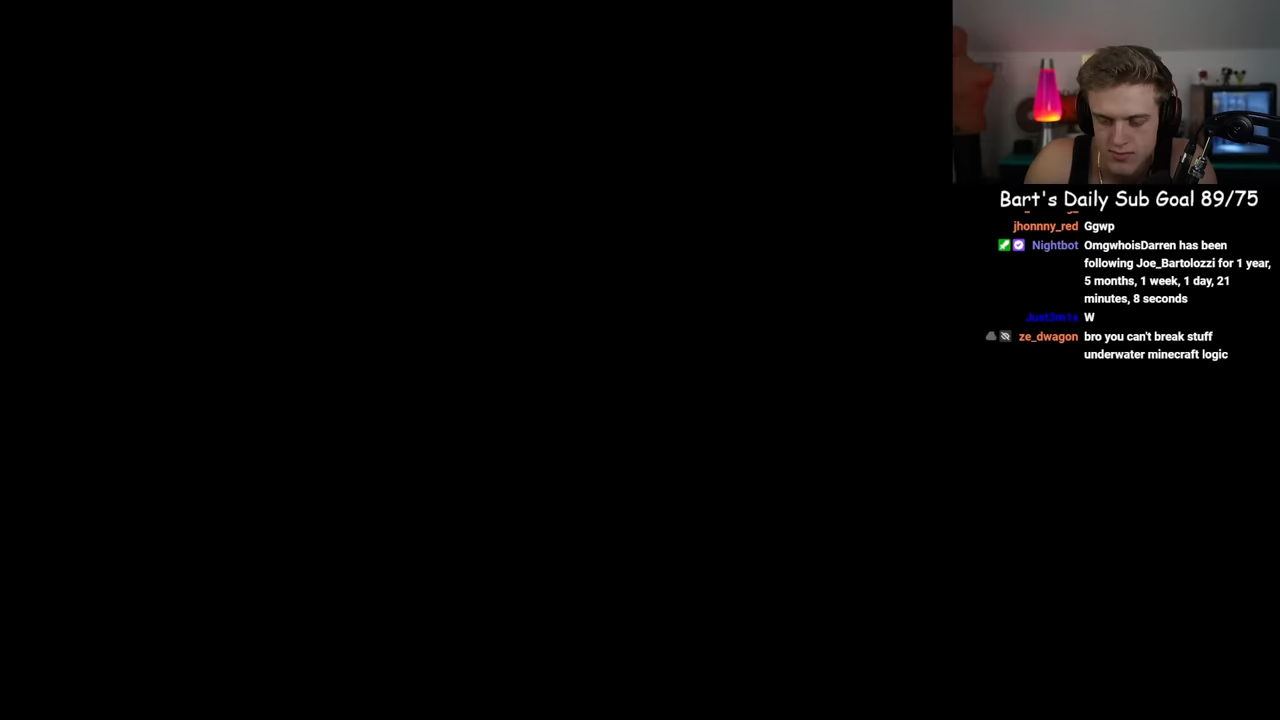 Bart's Daily Sub Goal 89/75
jhonnny_red Ggwp
Nightbot OmgwhoisDarren has been
following Joe_Bartolozzi for 1 year,
5 months, 1 week, 1 day, 21
minutes, 8 seconds
W
ze_dwagon bro you can't break stuff
underwater minecraft logic